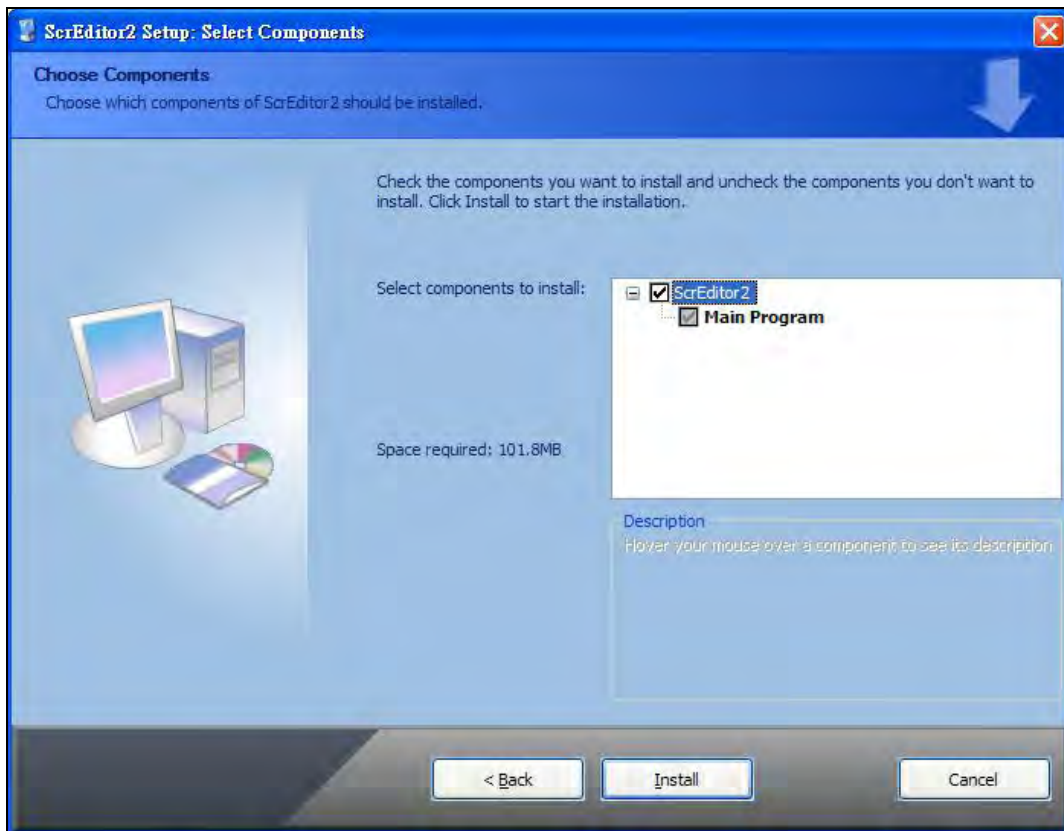 ScrEditor2 Setup: Select Components
Choose Components
Choose which components of ScrEditor2 should be installed.
Check the components you want to install and uncheck the components you don't want to
install. Click Install to start the installation.
Select components to install:
ScrEditor2
Main Program
Space required: 101.8MB
Description
Hover your mouse over a component to see its description
< Back
Install
Cancel